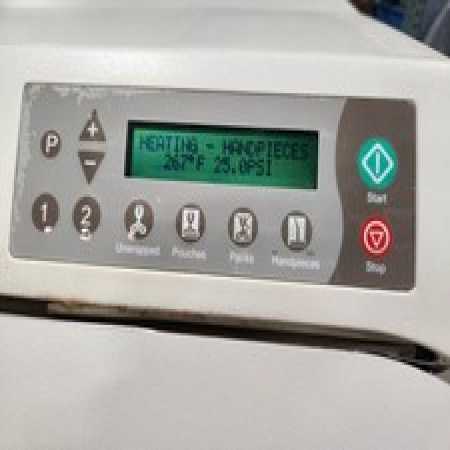 HEATING - HANDPIECES
267°F 25.0PSI
P
+
-
1
2
Unwrapped
Pouches
Packs
Handpieces
Start
Stop